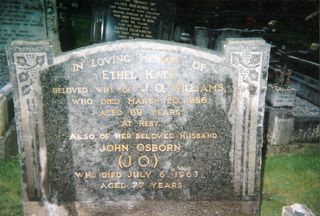 IN LOVING MEMORY OF
ETHEL KATE
BELOVED WIFE OF J. O. WILLIAMS,
WHO DIED MARCH 20, 1956,
AGED 68 YEARS.
AT REST.
ALSO OF HER BELOVED HUSBAND
JOHN OSBORN
(J.O.)
WHO DIED JULY 6, 1963,
AGED 77 YEARS.